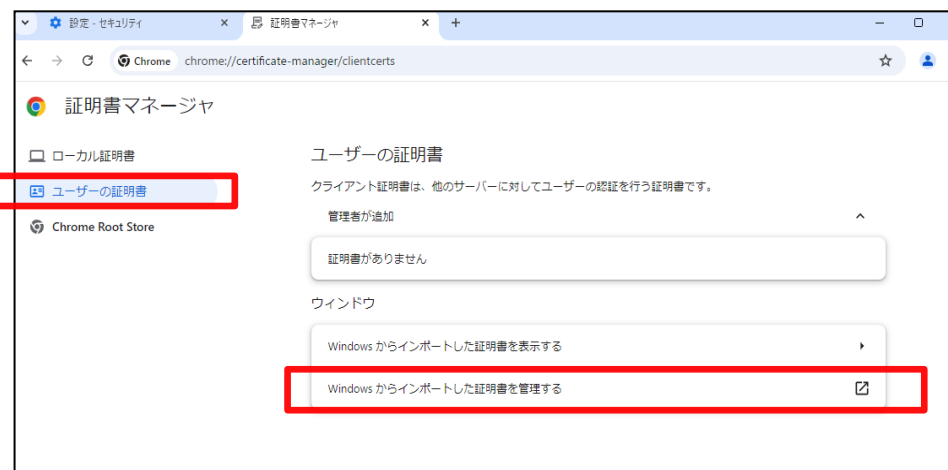 設定 - セキュリティ
証明書マネージャ
Chrome chrome://certificate-manager/clientcerts
証明書マネージャ
ローカル証明書
ユーザーの証明書
Chrome Root Store
ユーザーの証明書
クライアント証明書は、他のサーバーに対してユーザーの認証を行う証明書です。
管理者が追加
証明書がありません
ウィンドウ
Windows からインポートした証明書を表示する
Windows からインポートした証明書を管理する